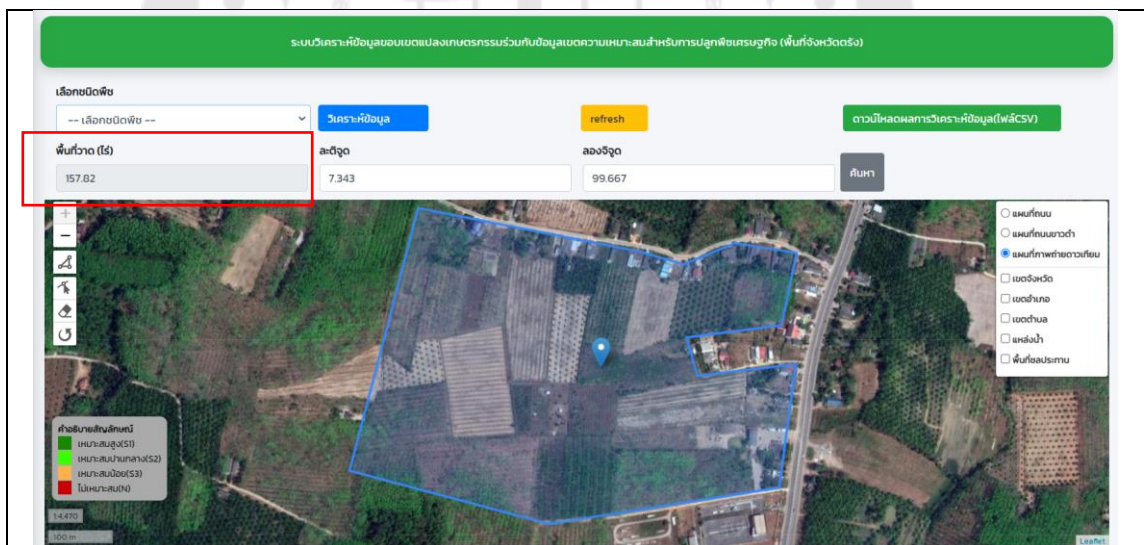 ระบบวิเคราะห์ข้อมูลขอบเขตแปลงเกษตรกรรมร่วมกับข้อมูลเขตความเหมาะสมสำหรับการปลูกพืชเศรษฐกิจ (พื้นที่จังหวัดตรัง)
เลือกชนิดพืช
-- เลือกชนิดพืช --
วิเคราะห์ข้อมูล
refresh
ดาวน์โหลดผลการวิเคราะห์ข้อมูล(ไฟล์CSV)
พื้นที่วาด (ไร่)
ละติจูด
ลองจิจูด
157.82
7.343
99.667
ค้นหา
แผนที่ถนน
แผนที่ถนนขาวดำ
แผนที่ภาพถ่ายดาวเทียม
เขตจังหวัด
เขตอำเภอ
เขตตำบล
แหล่งน้ำ
พื้นที่ชลประทาน
คำอธิบายสัญลักษณ์
เหมาะสมสูง(S1)
เหมาะสมปานกลาง(S2)
เหมาะสมน้อย(S3)
ไม่เหมาะสม(N)
1:4,470
100 m
Leaflet